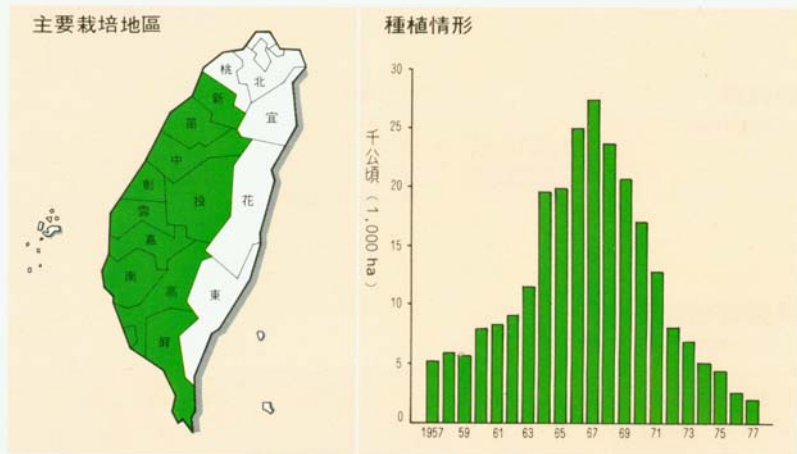 主要栽培地區
桃
北
新
宜
苗
中
彰
投
花
雲
嘉
南
高
東
屏
種植情形
千公頃（1,000 ha）
30
25
20
15
10
5
0
1957 59 61 63 65 67 69 71 73 75 77